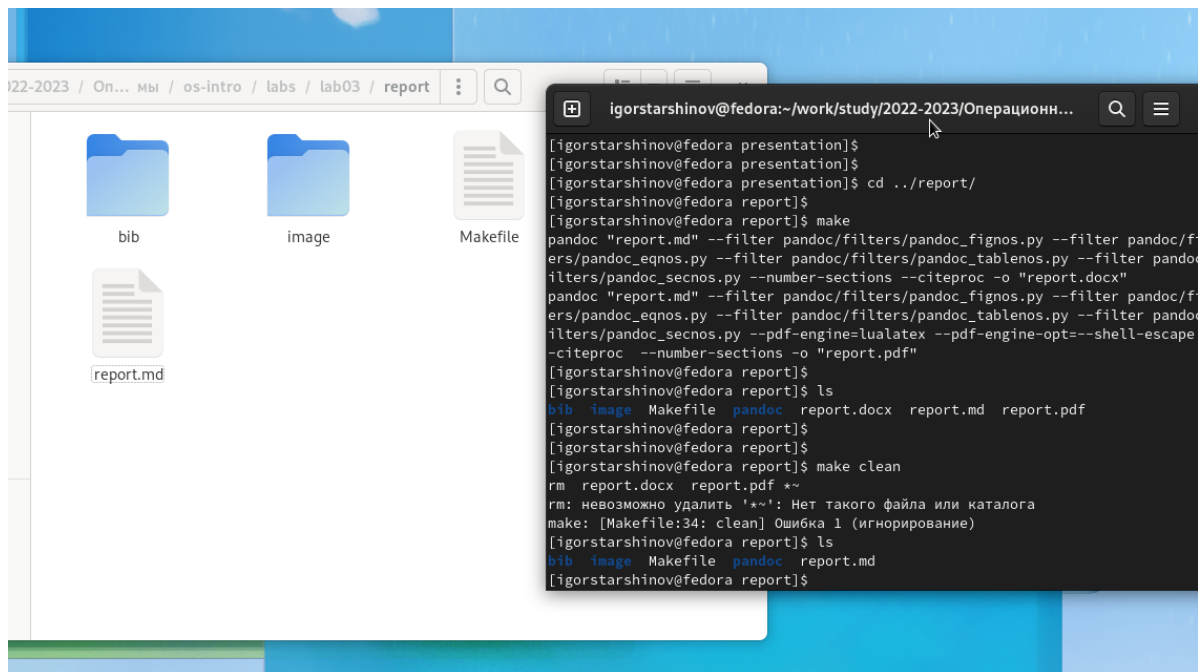 022-2023 / Оп... мы / os-intro / labs / lab03 / report
bib
image
Makefile
report.md
igorstarshinov@fedora:~/work/study/2022-2023/Операционн...
[igorstarshinov@fedora presentation]$
[igorstarshinov@fedora presentation]$
[igorstarshinov@fedora presentation]$ cd ../report/
[igorstarshinov@fedora report]$
[igorstarshinov@fedora report]$ make
pandoc "report.md" --filter pandoc/filters/pandoc_fignos.py --filter pandoc/f
ers/pandoc_eqnos.py --filter pandoc/filters/pandoc_tablenos.py --filter pandoc
ilters/pandoc_secnos.py --number-sections --citeproc -o "report.docx"
pandoc "report.md" --filter pandoc/filters/pandoc_fignos.py --filter pandoc/f
ers/pandoc_eqnos.py --filter pandoc/filters/pandoc_tablenos.py --filter pandoc
ilters/pandoc_secnos.py --pdf-engine=lualatex --pdf-engine-opt=--shell-escape
-citeproc  --number-sections -o "report.pdf"
[igorstarshinov@fedora report]$
[igorstarshinov@fedora report]$ ls
bib  image  Makefile  pandoc  report.docx  report.md  report.pdf
[igorstarshinov@fedora report]$
[igorstarshinov@fedora report]$
[igorstarshinov@fedora report]$ make clean
rm  report.docx  report.pdf *~
rm: невозможно удалить '*~': Нет такого файла или каталога
make: [Makefile:34: clean] Ошибка 1 (игнорирование)
[igorstarshinov@fedora report]$ ls
bib  image  Makefile  pandoc  report.md
[igorstarshinov@fedora report]$